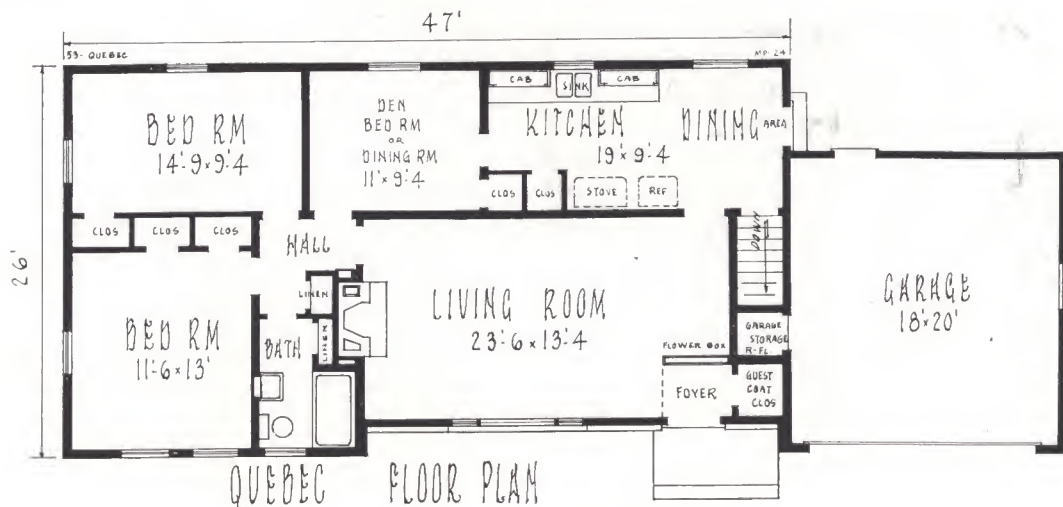 47'
53- QUEBEC
MP. 24
26'
BED RM
14'-9×9'-4
DEN
BED RM
OR
DINING RM
11'×9'-4
CAB
SINK
CAB
KITCHEN
DINING AREA
19'×9'-4
CLOS
CLOS
STOVE
REF
CLOS
CLOS
CLOS
HALL
DOWN
LINEN
LIVING ROOM
23'-6×13'-4
GARAGE
18'×20'
BED RM
11'-6×13'
BATH
LINEN
FLOWER BOX
GARAGE
STORAGE
R-FL.
FOYER
GUEST
COAT
CLOS
QUEBEC FLOOR PLAN